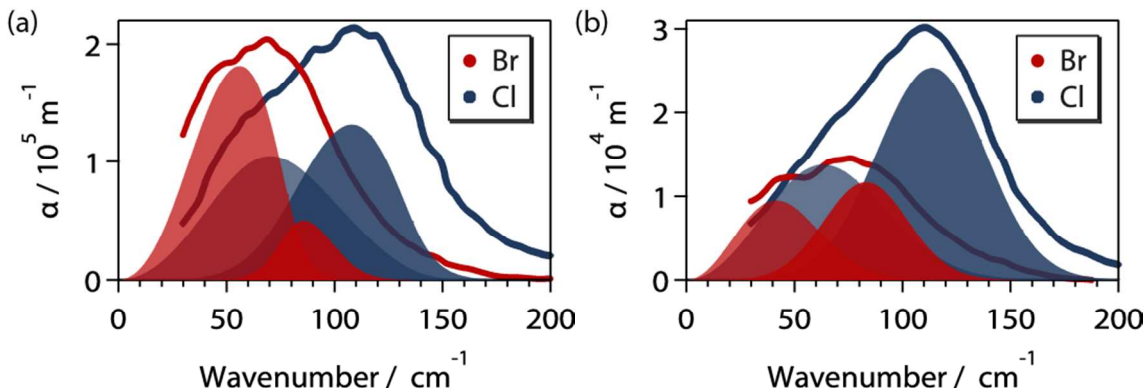 (a)
α / 10⁵ m⁻¹
2
1
0
Br
Cl
0 50 100 150 200
Wavenumber / cm⁻¹
(b)
α / 10⁴ m⁻¹
3
2
1
0
Br
Cl
0 50 100 150 200
Wavenumber / cm⁻¹